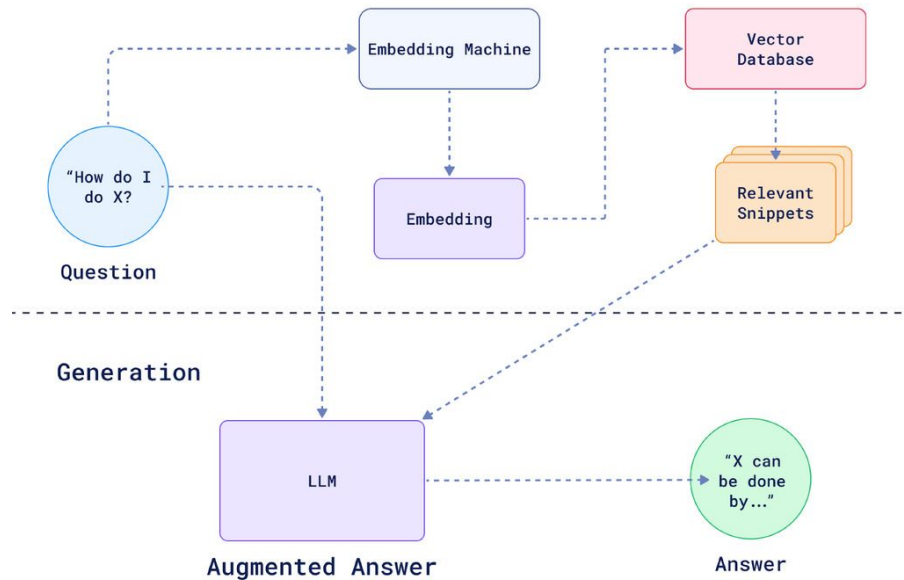 Embedding Machine
Vector
Database
“How do I
do X?
Embedding
Relevant
Snippets
Question
Generation
LLM
“X can
be done
by...”
Augmented Answer
Answer